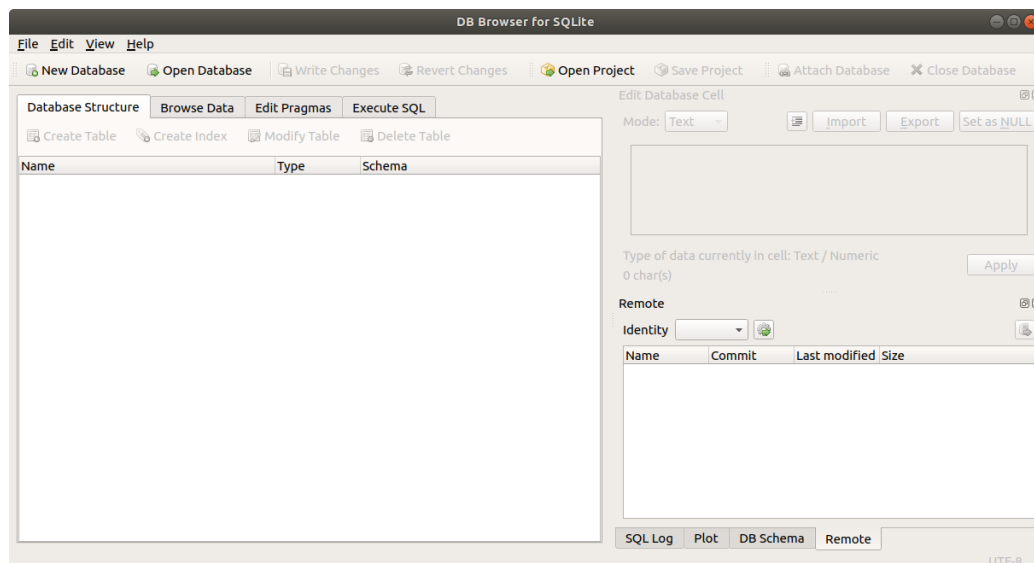 DB Browser for SQLite
File Edit View Help
New Database Open Database Write Changes Revert Changes Open Project Save Project Attach Database Close Database
Database Structure Browse Data Edit Pragmas Execute SQL
Create Table Create Index Modify Table Delete Table
Name Type Schema
Edit Database Cell
Mode: Text Import Export Set as NULL
Type of data currently in cell: Text / Numeric
0 char(s)
Apply
Remote
Identity
Name Commit Last modified Size
SQL Log Plot DB Schema Remote
UTF-8